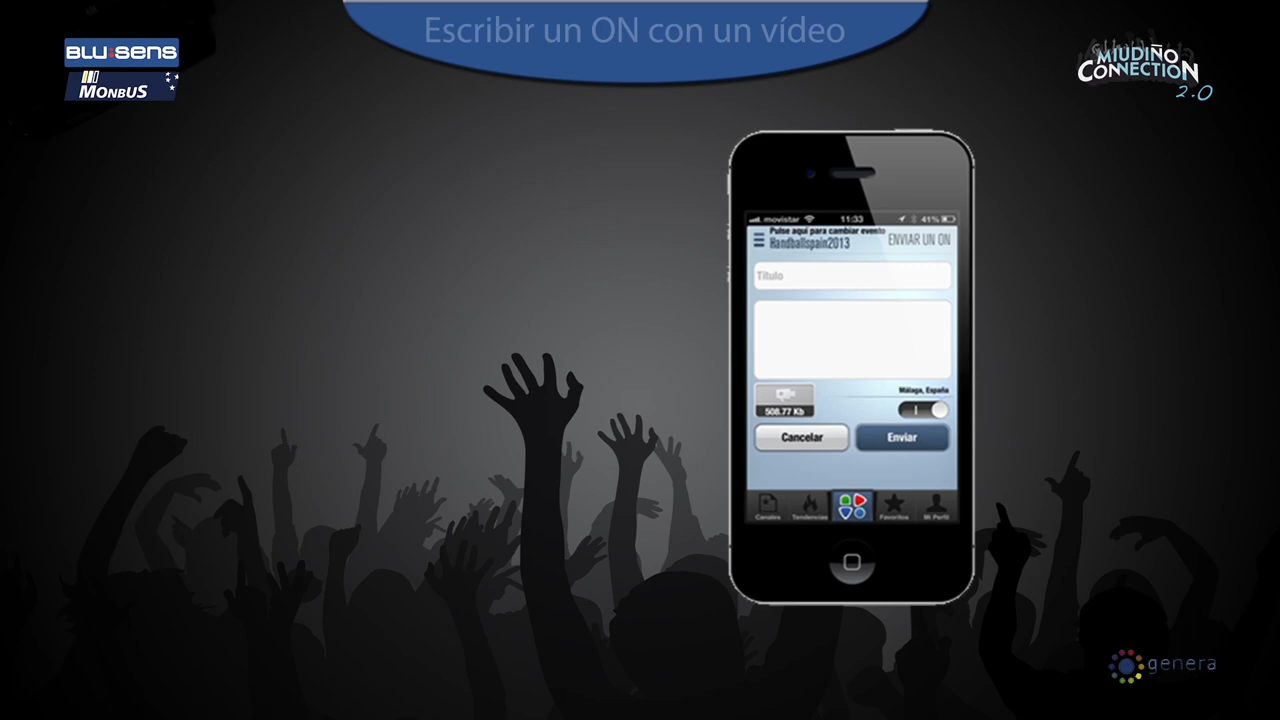 Escribir un ON con un vídeo
BLU:SENS
MONBUS
MIUDIÑO
CONNECTION
2.0
movistar 11:33 41%
Pulse aquí para cambiar evento
Handballspain2013
ENVIAR UN ON
Título
Málaga, España
508.77 Kb
Cancelar Enviar
Canales Tendencias Favoritos Mi Perfil
genera